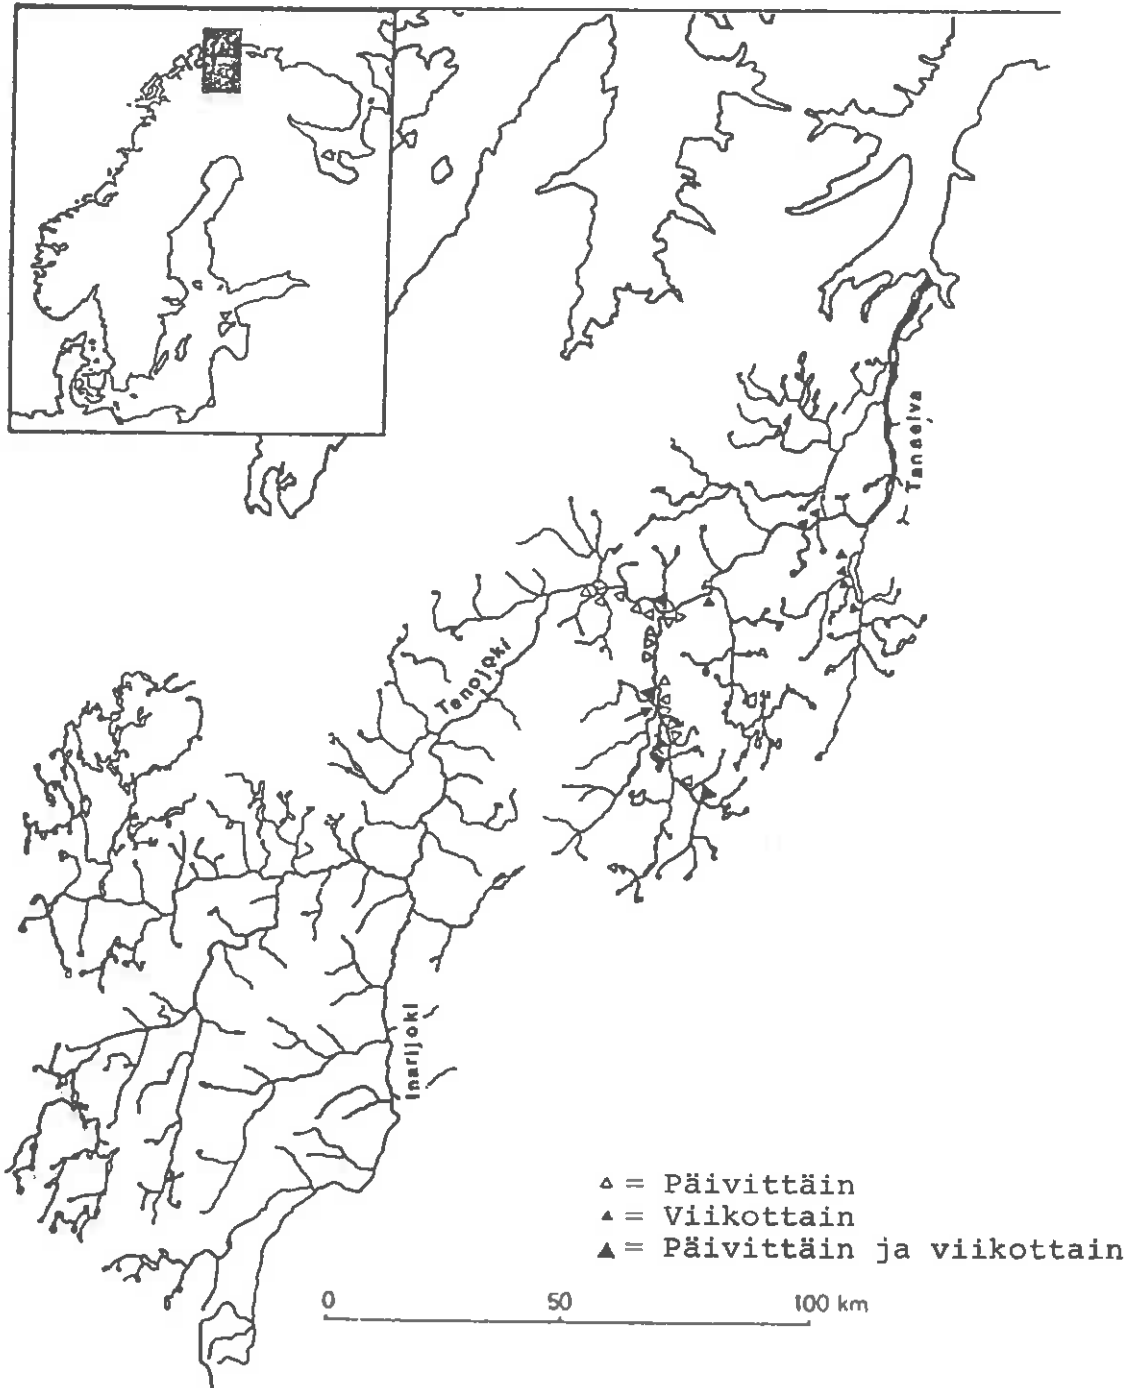 Tanaelva
Tenojoki
Inarijoki
▵ = Päivittäin
▴ = Viikottain
▲ = Päivittäin ja viikottain
0 50 100 km